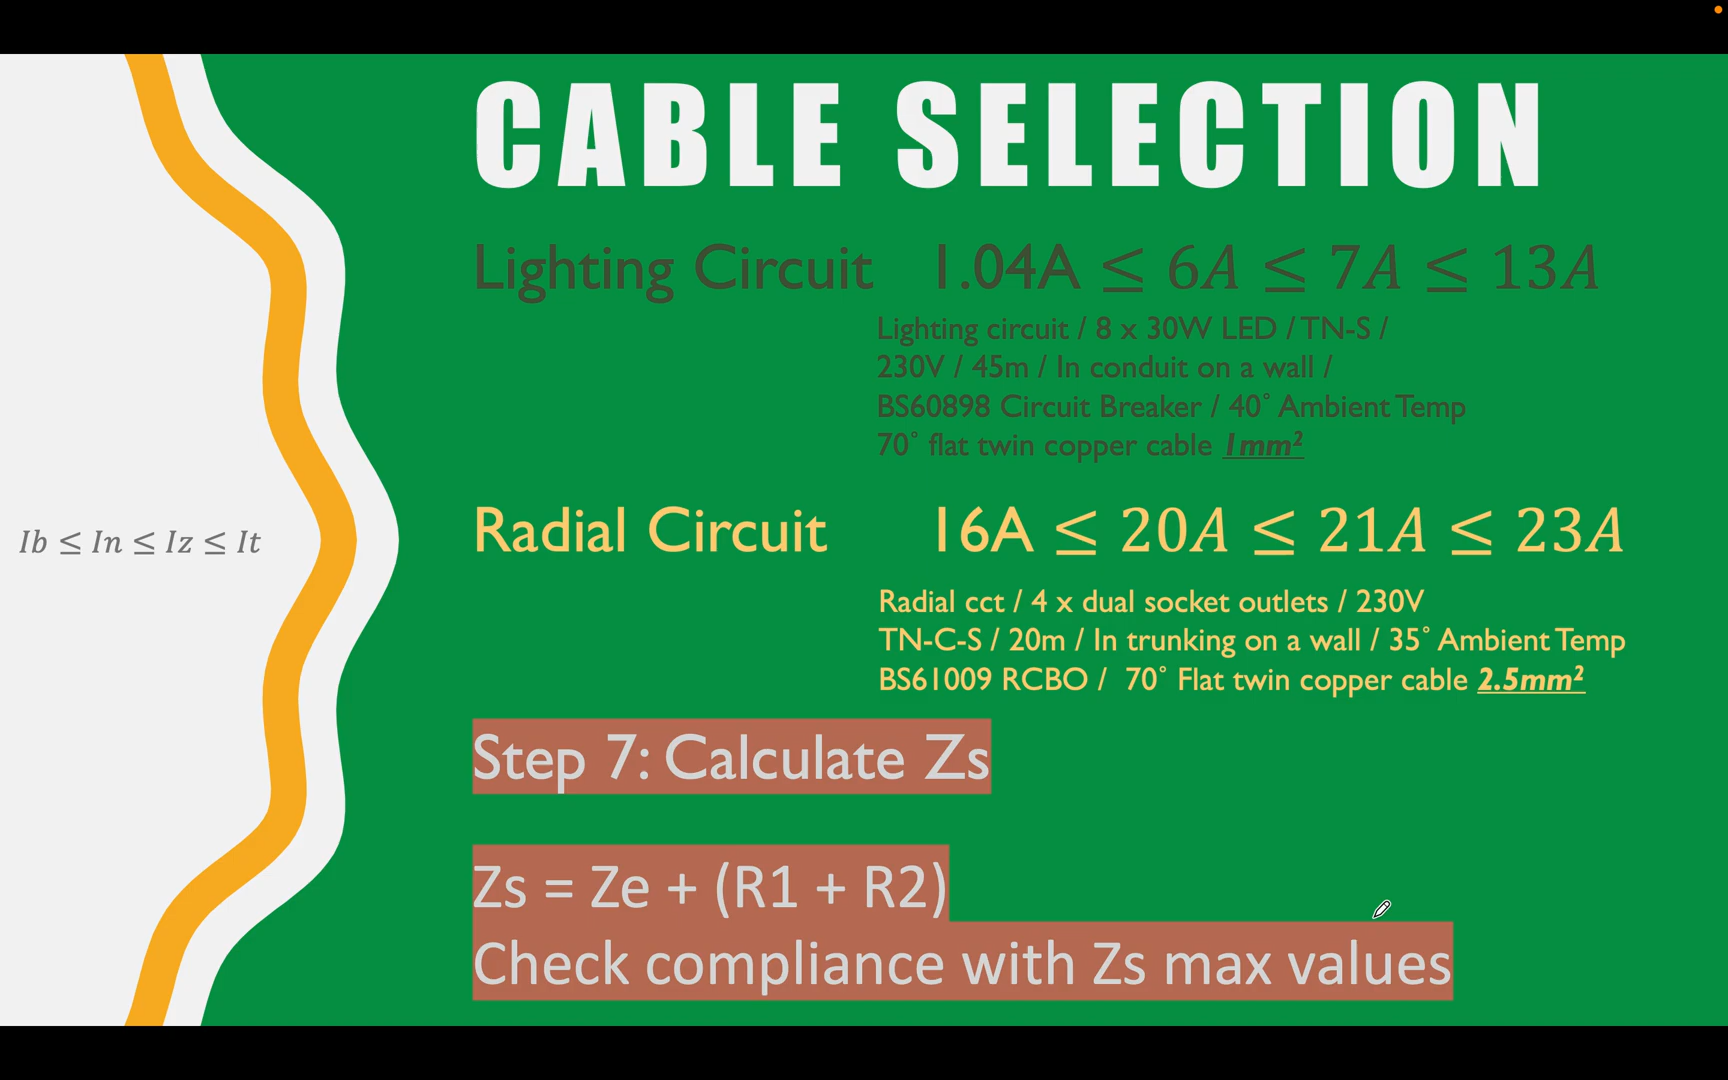 CABLE SELECTION
Lighting Circuit 1.04A ≤ 6A ≤ 7A ≤ 13A
Lighting circuit / 8 x 30W LED / TN-S /
230V / 45m / In conduit on a wall /
BS60898 Circuit Breaker / 40° Ambient Temp
70° flat twin copper cable 1mm²
Ib ≤ In ≤ Iz ≤ It
Radial Circuit 16A ≤ 20A ≤ 21A ≤ 23A
Radial cct / 4 x dual socket outlets / 230V
TN-C-S / 20m / In trunking on a wall / 35° Ambient Temp
BS61009 RCBO / 70° Flat twin copper cable 2.5mm²
Step 7: Calculate Zs
Zs = Ze + (R1 + R2)
Check compliance with Zs max values